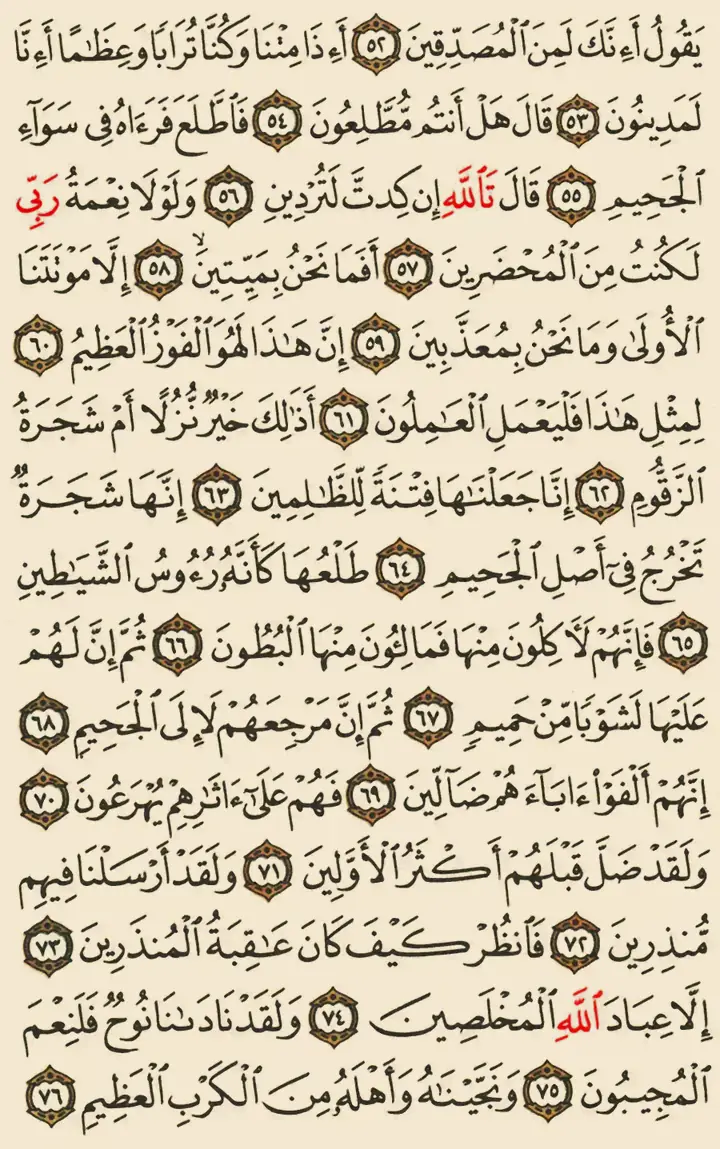 يَقُولُ أَءِنَّكَ لَمِنَ ٱلْمُصَدِّقِينَ ٥٢ أَءِذَا مِتْنَا وَكُنَّا تُرَابًا وَعِظَٰمًا أَءِنَّا
لَمَدِينُونَ ٥٣ قَالَ هَلْ أَنتُم مُّطَّلِعُونَ ٥٤ فَٱطَّلَعَ فَرَءَاهُ فِى سَوَآءِ
ٱلْجَحِيمِ ٥٥ قَالَ تَٱللَّهِ إِن كِدتَّ لَتُرْدِينِ ٥٦ وَلَوْلَا نِعْمَةُ رَبِّى
لَكُنتُ مِنَ ٱلْمُحْضَرِينَ ٥٧ أَفَمَا نَحْنُ بِمَيِّتِينَ ۙ ٥٨ إِلَّا مَوْتَتَنَا
ٱلْأُولَىٰ وَمَا نَحْنُ بِمُعَذَّبِينَ ٥٩ إِنَّ هَٰذَا لَهُوَ ٱلْفَوْزُ ٱلْعَظِيمُ ٦٠
لِمِثْلِ هَٰذَا فَلْيَعْمَلِ ٱلْعَٰمِلُونَ ٦١ أَذَٰلِكَ خَيْرٌ نُّزُلًا أَمْ شَجَرَةُ
ٱلزَّقُّومِ ٦٢ إِنَّا جَعَلْنَٰهَا فِتْنَةً لِّلظَّٰلِمِينَ ٦٣ إِنَّهَا شَجَرَةٌ
تَخْرُجُ فِىٓ أَصْلِ ٱلْجَحِيمِ ٦٤ طَلْعُهَا كَأَنَّهُۥ رُءُوسُ ٱلشَّيَٰطِينِ
٦٥ فَإِنَّهُمْ لَءَاكِلُونَ مِنْهَا فَمَالِـُٔونَ مِنْهَا ٱلْبُطُونَ ٦٦ ثُمَّ إِنَّ لَهُمْ
عَلَيْهَا لَشَوْبًا مِّنْ حَمِيمٍ ٦٧ ثُمَّ إِنَّ مَرْجِعَهُمْ لَإِلَى ٱلْجَحِيمِ ٦٨
إِنَّهُمْ أَلْفَوْا۟ ءَابَآءَهُمْ ضَآلِّينَ ٦٩ فَهُمْ عَلَىٰٓ ءَاثَٰرِهِمْ يُهْرَعُونَ ٧٠
وَلَقَدْ ضَلَّ قَبْلَهُمْ أَكْثَرُ ٱلْأَوَّلِينَ ٧١ وَلَقَدْ أَرْسَلْنَا فِيهِم
مُّنذِرِينَ ٧٢ فَٱنظُرْ كَيْفَ كَانَ عَٰقِبَةُ ٱلْمُنذَرِينَ ٧٣
إِلَّا عِبَادَ ٱللَّهِ ٱلْمُخْلَصِينَ ٧٤ وَلَقَدْ نَادَىٰنَا نُوحٌ فَلَنِعْمَ
ٱلْمُجِيبُونَ ٧٥ وَنَجَّيْنَٰهُ وَأَهْلَهُۥ مِنَ ٱلْكَرْبِ ٱلْعَظِيمِ ٧٦